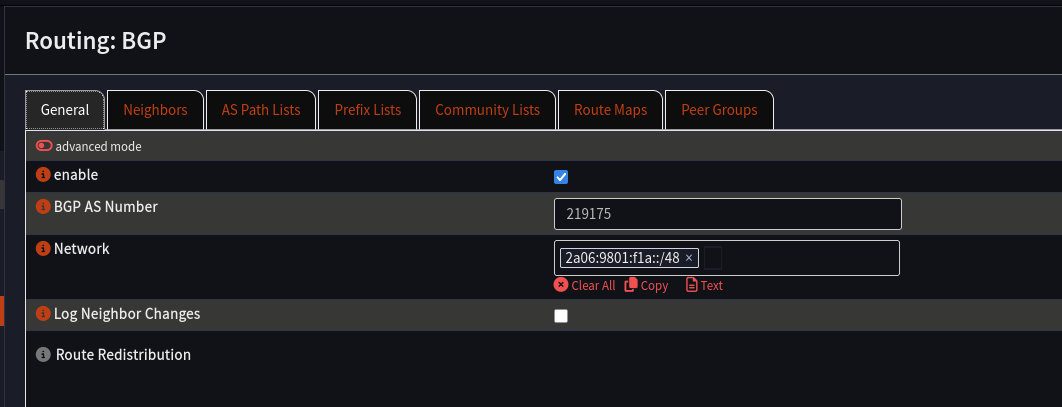 Routing: BGP
General Neighbors AS Path Lists Prefix Lists Community Lists Route Maps Peer Groups
advanced mode
enable
BGP AS Number 219175
Network 2a06:9801:f1a::/48 ×
Clear All Copy Text
Log Neighbor Changes
Route Redistribution